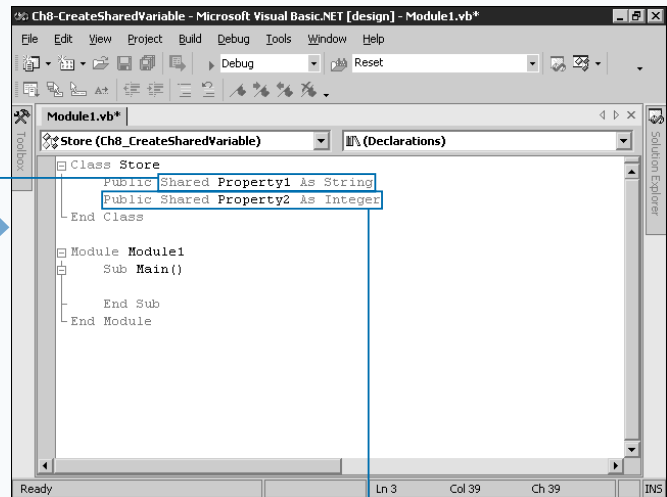 Ch8-CreateSharedVariable - Microsoft Visual Basic.NET [design] - Module1.vb*
File Edit View Project Build Debug Tools Window Help
Debug Reset
Module1.vb*
Toolbox
Store (Ch8_CreateSharedVariable) (Declarations)
Solution Explorer
Class Store
Public Shared Property1 As String
Public Shared Property2 As Integer
End Class
Module Module1
Sub Main()
End Sub
End Module
Ready Ln 3 Col 39 Ch 39 INS